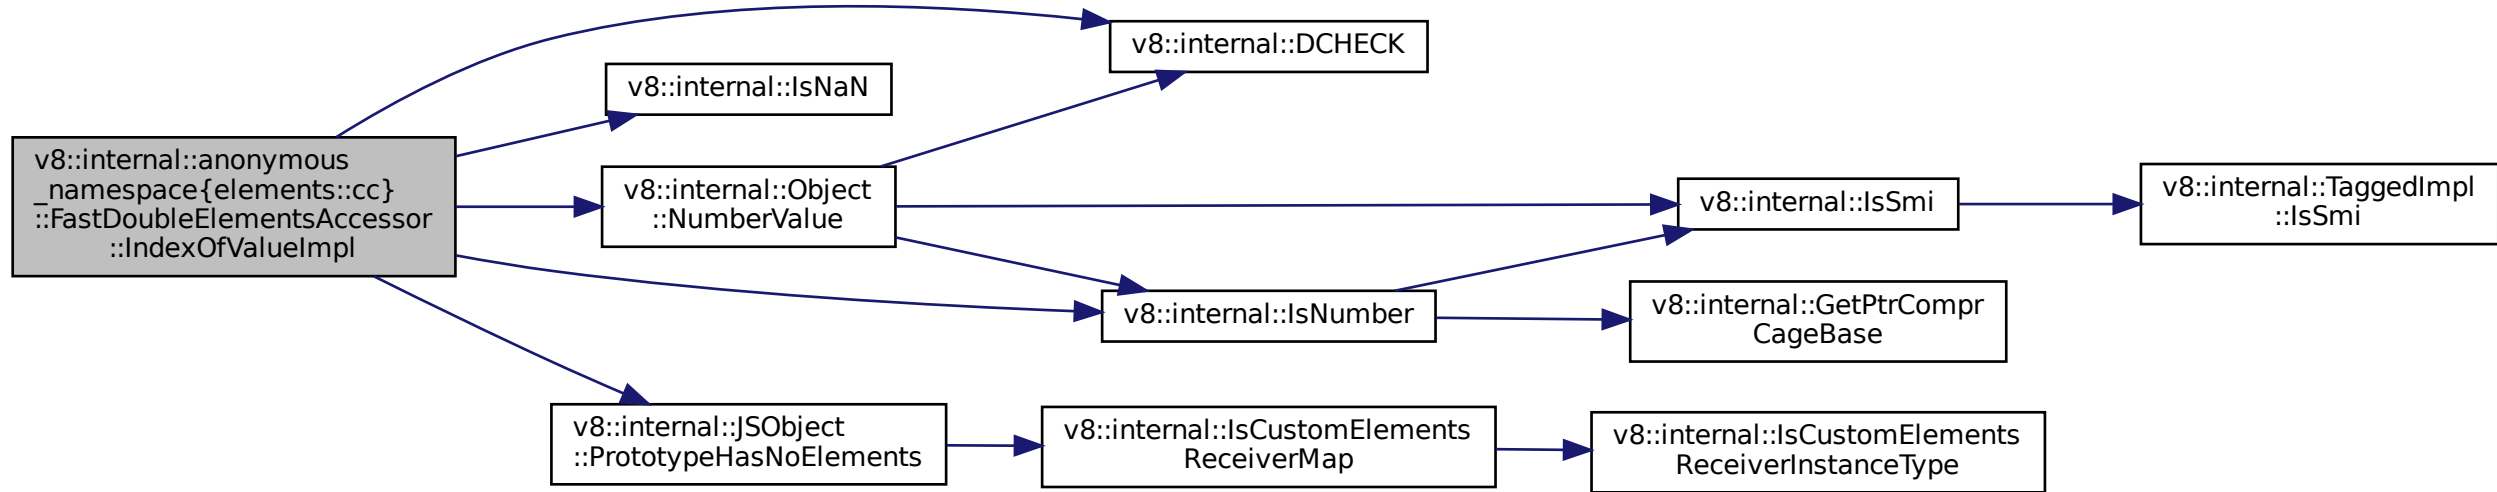 v8::internal::anonymous
_namespace{elements::cc}
::FastDoubleElementsAccessor
::IndexOfValueImpl
v8::internal::DCHECK
v8::internal::IsNaN
v8::internal::Object
::NumberValue
v8::internal::IsSmi
v8::internal::TaggedImpl
::IsSmi
v8::internal::IsNumber
v8::internal::GetPtrCompr
CageBase
v8::internal::JSObject
::PrototypeHasNoElements
v8::internal::IsCustomElements
ReceiverMap
v8::internal::IsCustomElements
ReceiverInstanceType